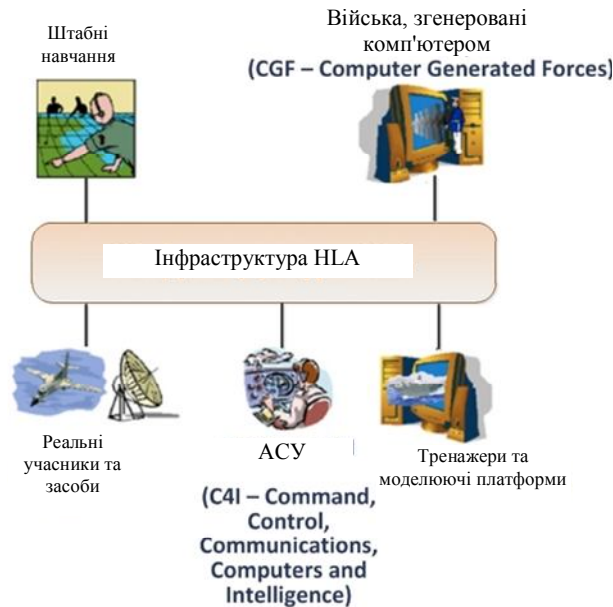 Штабні
навчання
Війська, згенеровані
комп'ютером
(CGF – Computer Generated Forces)
Інфраструктура HLA
Реальні
учасники та
засоби
АСУ
(C4I – Command,
Control,
Communications,
Computers and
Intelligence)
Тренажери та
моделюючі платформи